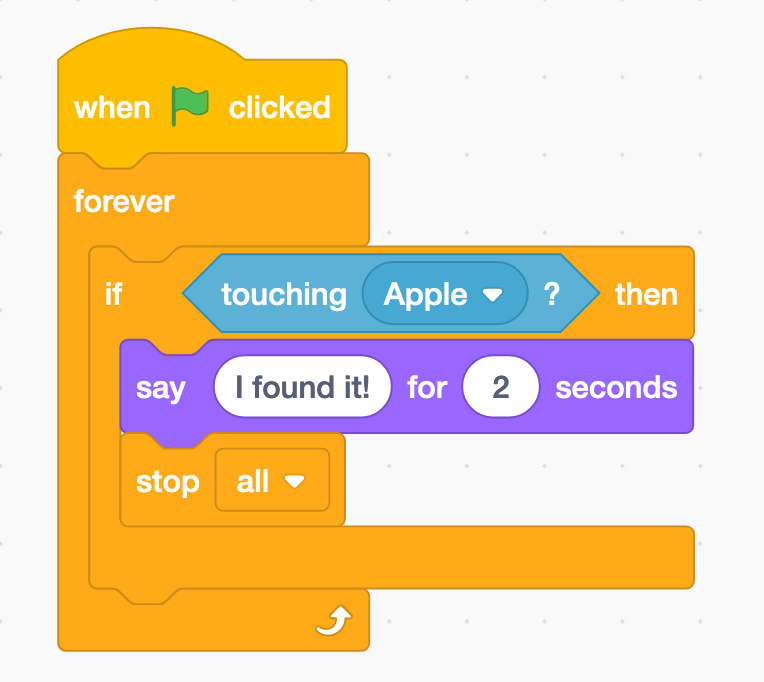 when clicked
forever
if touching Apple ? then
say I found it! for 2 seconds
stop all